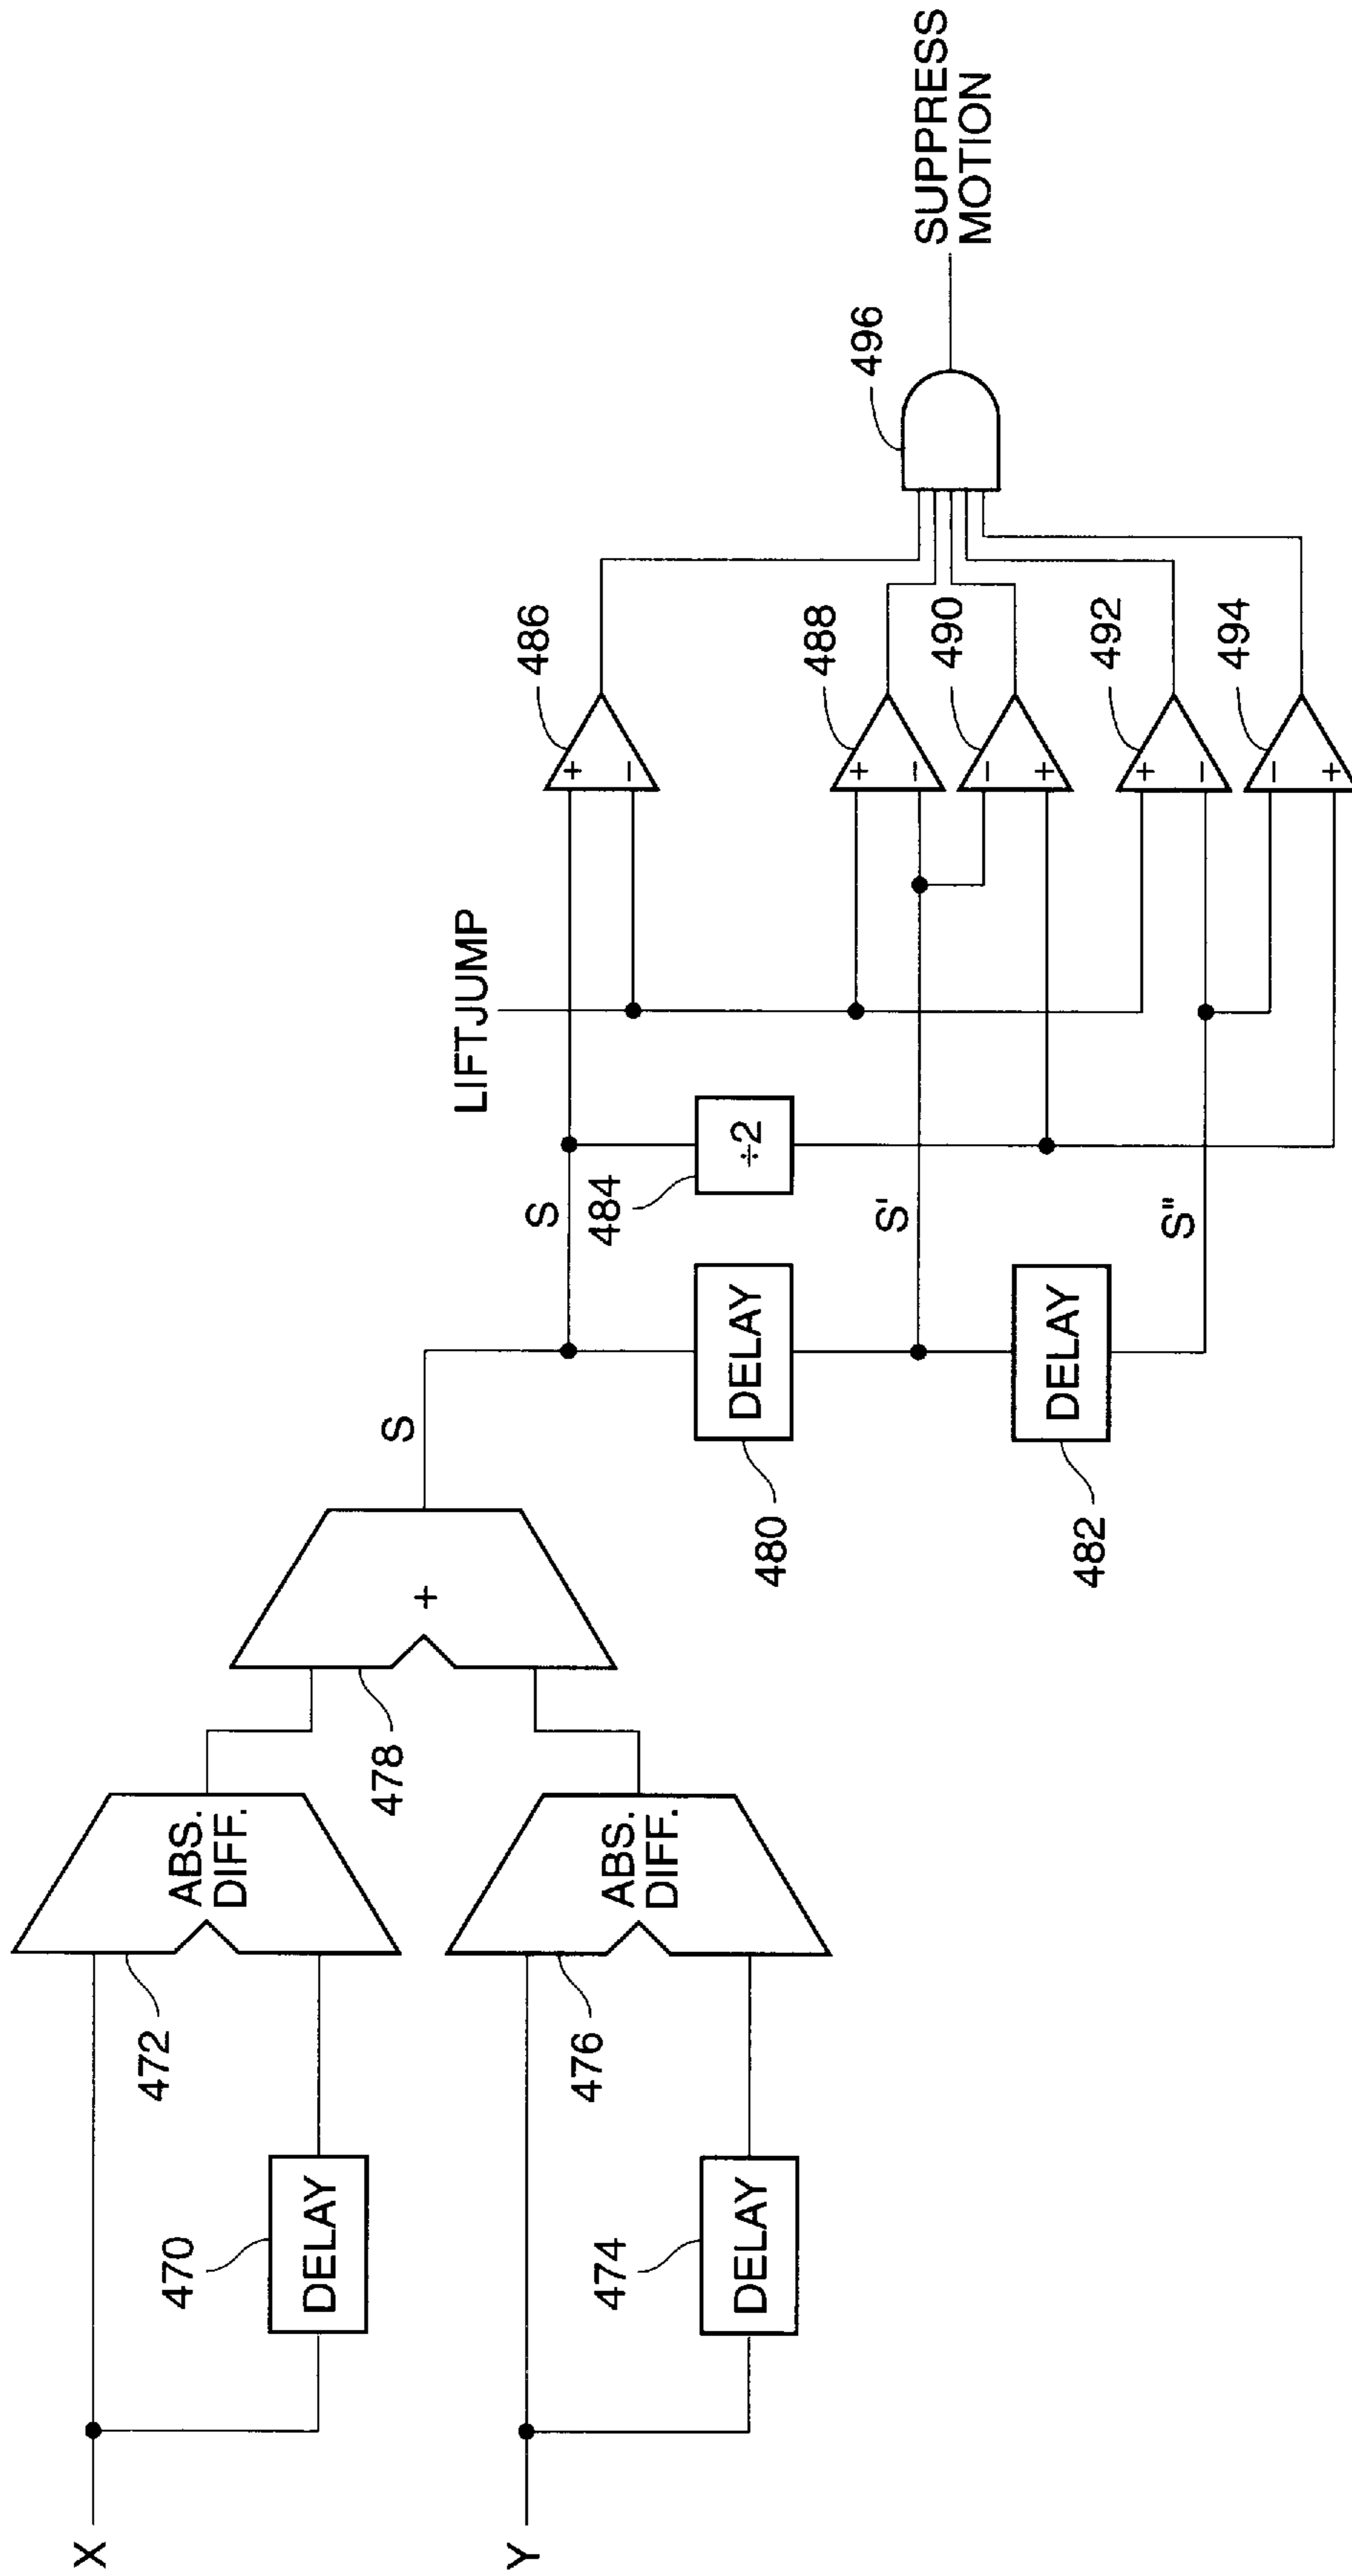 X
470
DELAY
472
ABS.
DIFF.
Y
474
DELAY
476
ABS.
DIFF.
478
+
S
480
DELAY
482
DELAY
S
484
÷2
S'
S"
LIFTJUMP
486
+
−
488
+
−
490
−
+
492
+
−
494
−
+
496
SUPPRESS
MOTION